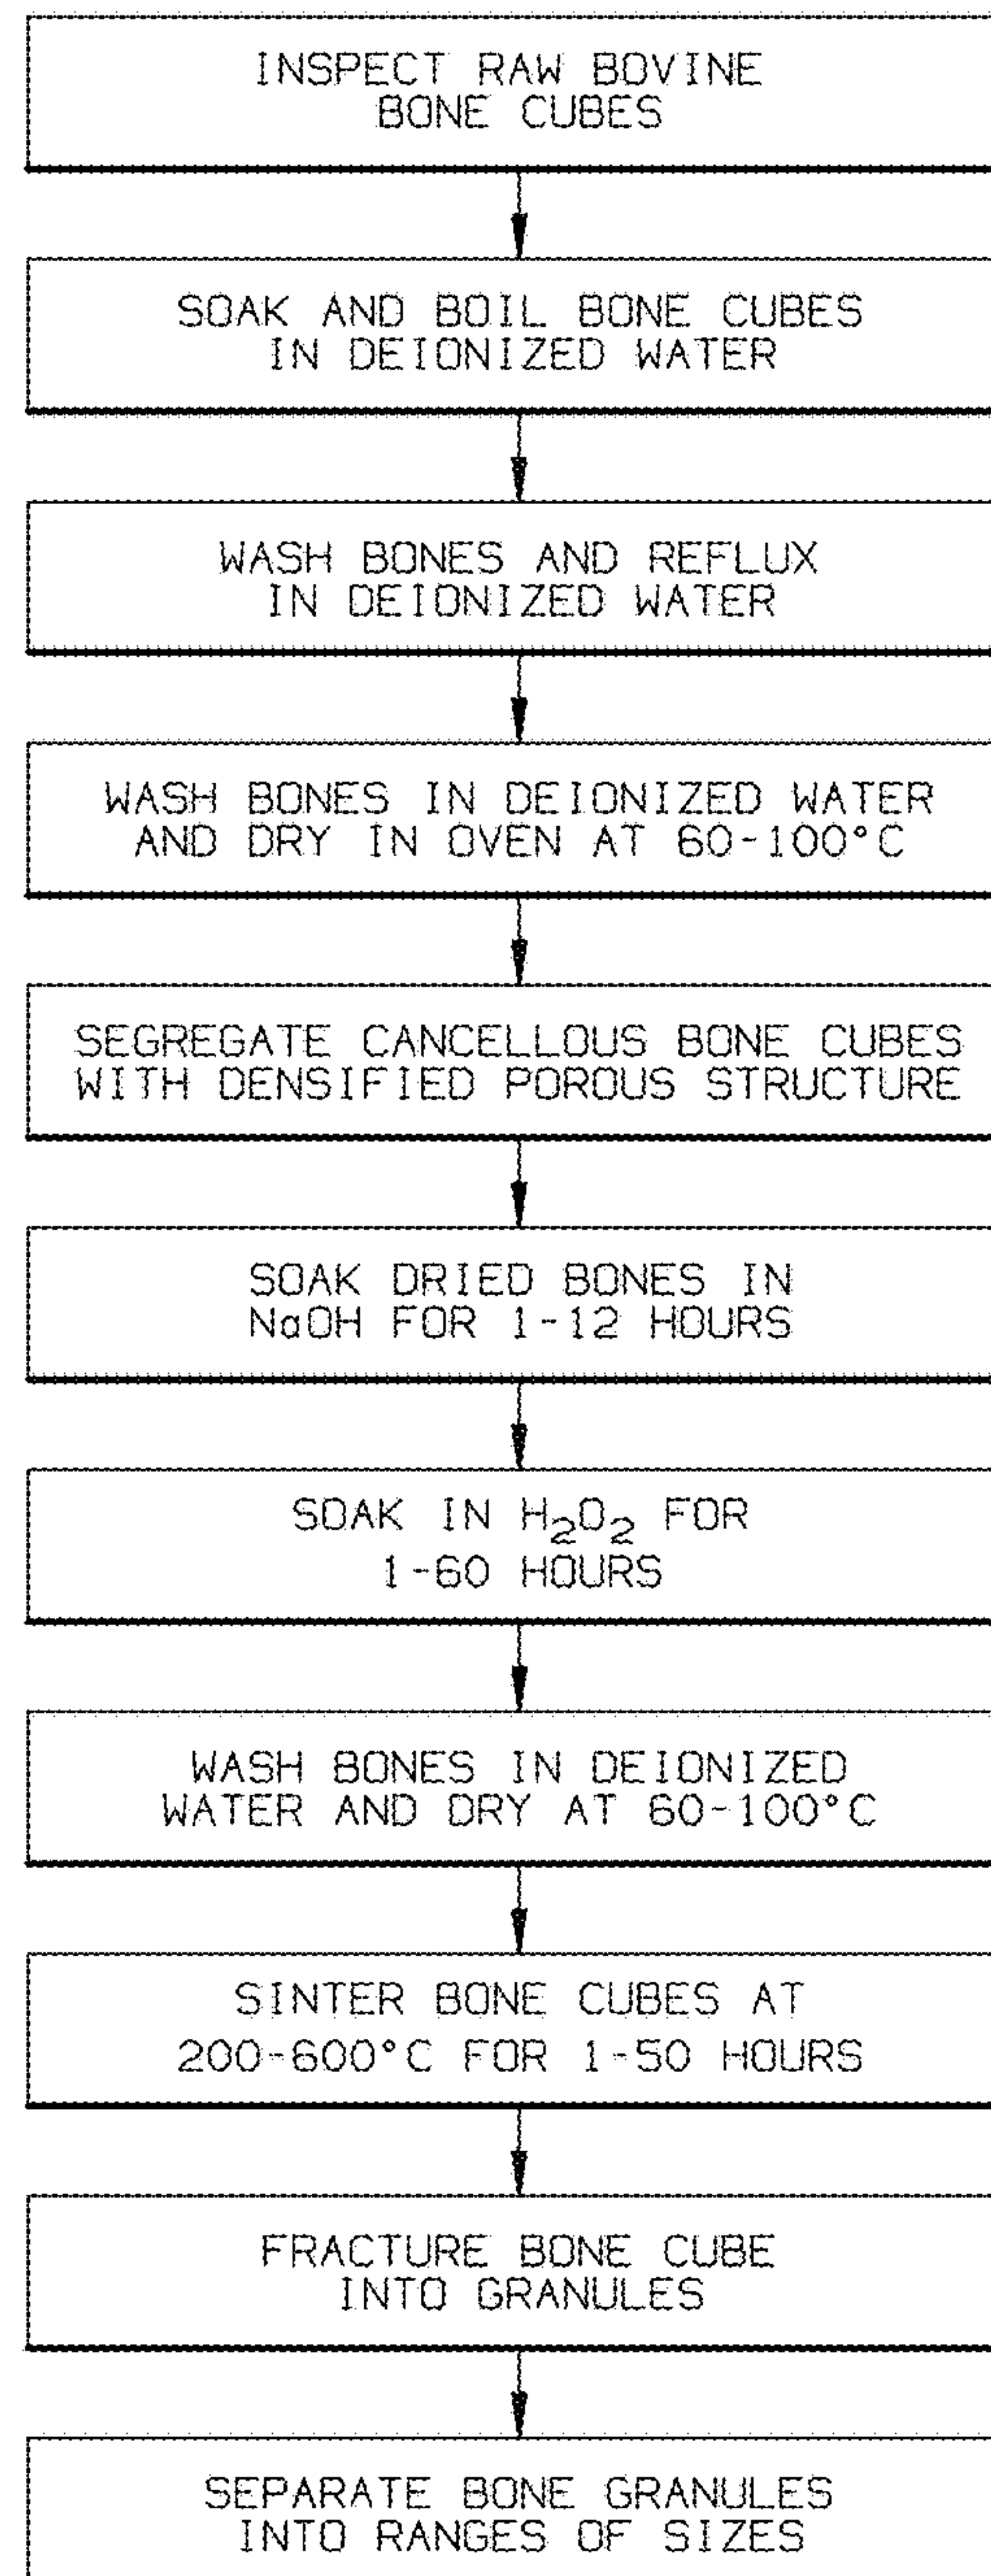 INSPECT RAW BOVINE
BONE CUBES
SOAK AND BOIL BONE CUBES
IN DEIONIZED WATER
WASH BONES AND REFLUX
IN DEIONIZED WATER
WASH BONES IN DEIONIZED WATER
AND DRY IN OVEN AT 60-100°C
SEGREGATE CANCELLOUS BONE CUBES
WITH DENSIFIED POROUS STRUCTURE
SOAK DRIED BONES IN
NaOH FOR 1-12 HOURS
SOAK IN H₂O₂ FOR
1-60 HOURS
WASH BONES IN DEIONIZED
WATER AND DRY AT 60-100°C
SINTER BONE CUBES AT
200-600°C FOR 1-50 HOURS
FRACTURE BONE CUBE
INTO GRANULES
SEPARATE BONE GRANULES
INTO RANGES OF SIZES